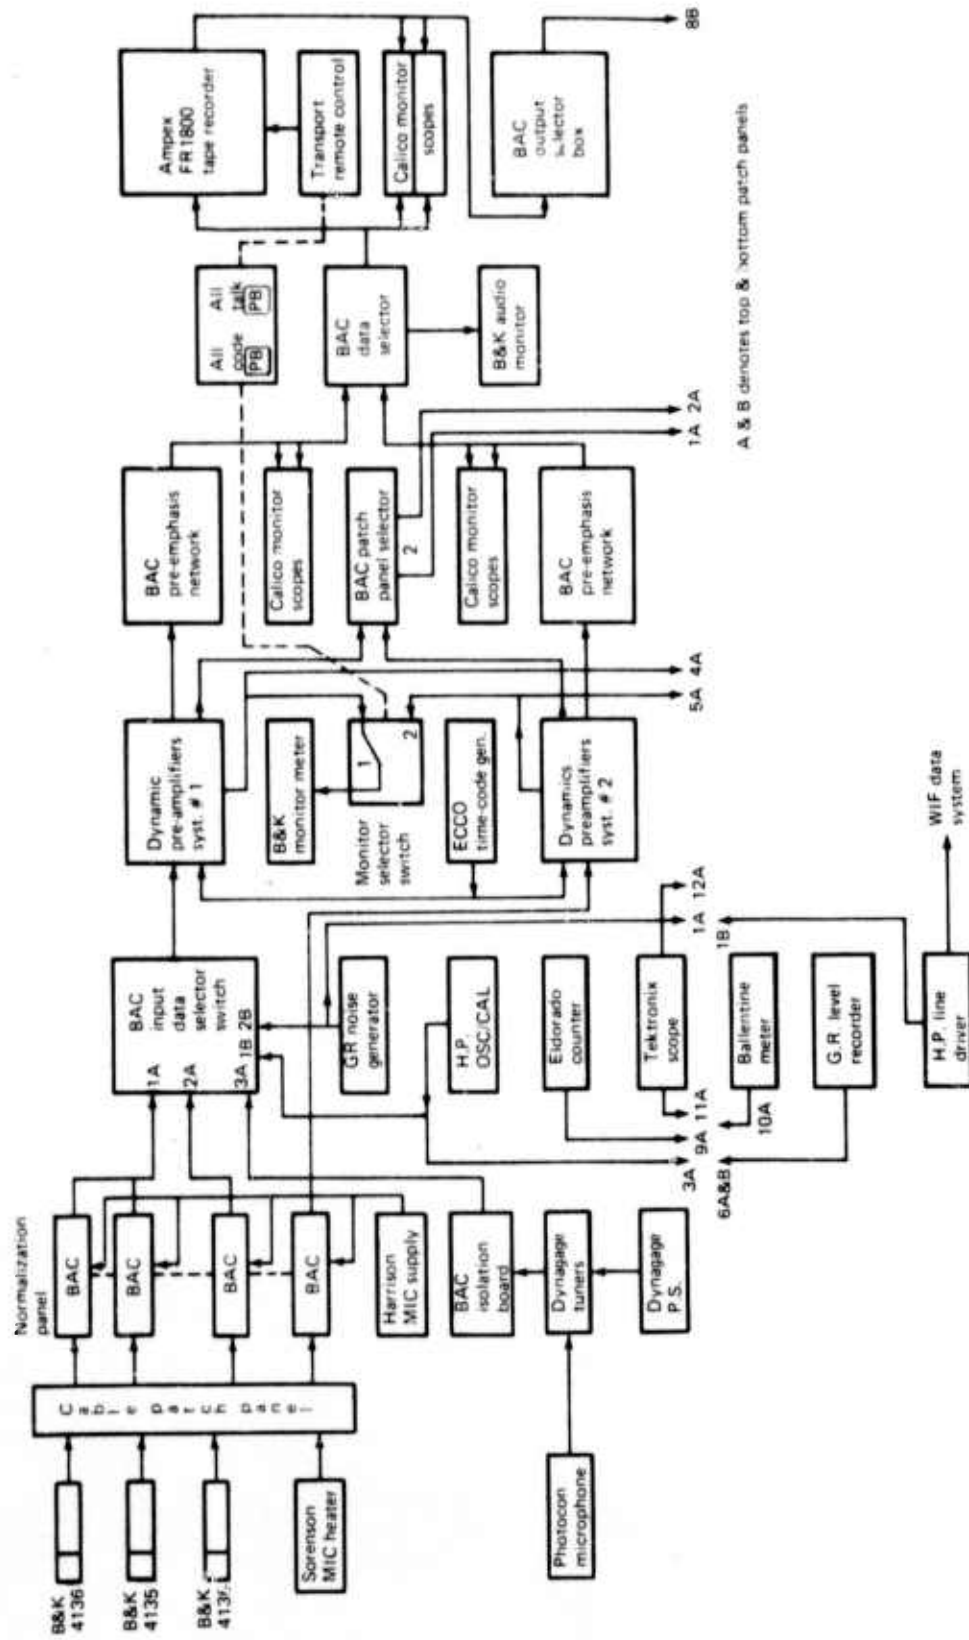 B&K
4136
B&K
4135
B&K
Sorenson
MIC heater
Photocon
microphone
Cable patch panel
Normalization
panel
BAC
BAC
BAC
BAC
Harrison
MIC supply
BAC
isolation
board
Dynagage
tuners
Dynagage
P.S.
BAC
input
data
selector
switch
1A
2A
3A 1B 2B
GR noise
generator
H.P.
OSC/CAL
Eldorado
counter
Tektronix
scope
Ballentine
meter
G.R. level
recorder
H.P. line
driver
3A
9A
11A
10A
6A&B
1A
12A
1B
WIF data
system
Dynamic
pre-amplifiers
syst. # 1
B&K
monitor meter
1
2
Monitor
selector
switch
ECCO
time-code gen.
Dynamics
preamplifiers
syst. # 2
5A
4A
BAC
pre-emphasis
network
Calico monitor
scopes
BAC patch
panel selector
2
Calico monitor
scopes
BAC
pre-emphasis
network
1A
2A
All
code
PB
All
talk
PB
BAC
data
selector
B&K audio
monitor
Ampex
FR1800
tape recorder
Transport
remote control
Calico monitor
scopes
BAC
output
selector
box
8B
A & B denotes top & bottom patch panels